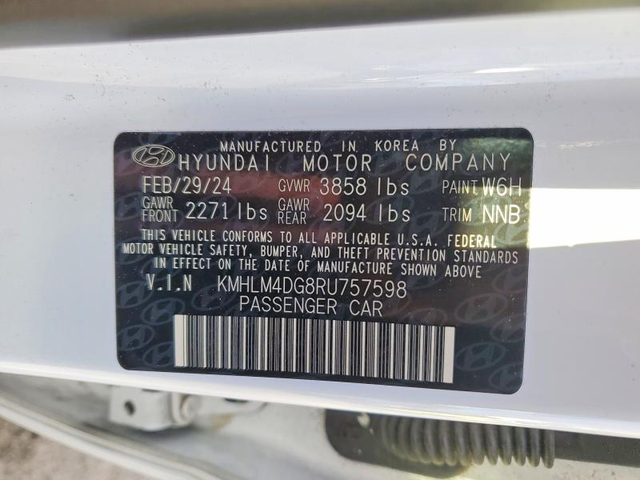 MANUFACTURED IN KOREA BY
HYUNDAI MOTOR COMPANY
FEB/29/24 GVWR 3858 lbs PAINT W6H
GAWR FRONT 2271 lbs GAWR REAR 2094 lbs TRIM NNB
THIS VEHICLE CONFORMS TO ALL APPLICABLE U.S.A. FEDERAL
MOTOR VEHICLE SAFETY, BUMPER, AND THEFT PREVENTION STANDARDS
IN EFFECT ON THE DATE OF MANUFACTURE SHOWN ABOVE.
V.I.N KMHLM4DG8RU757598
PASSENGER CAR